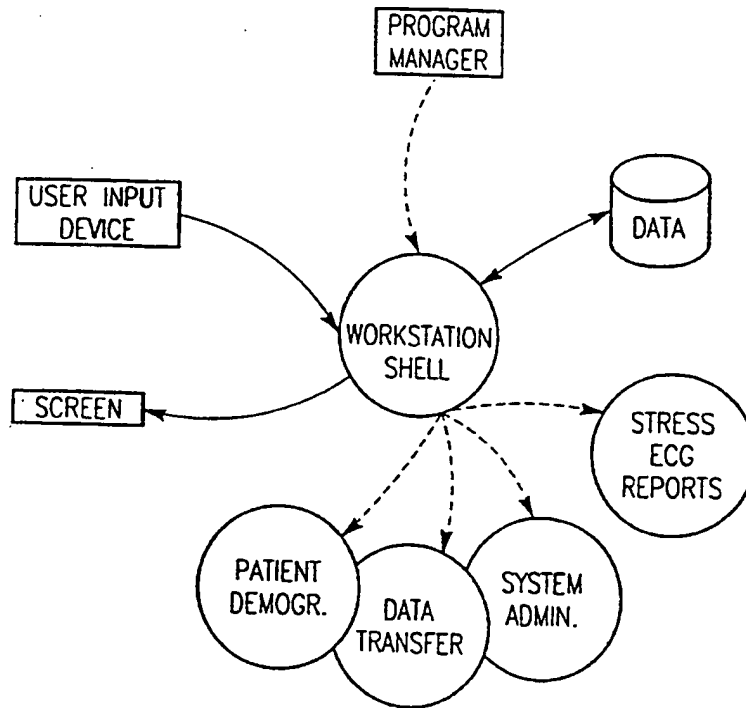 PROGRAM
MANAGER
USER INPUT
DEVICE
DATA
WORKSTATION
SHELL
SCREEN
STRESS
ECG
REPORTS
PATIENT
DEMOGR.
DATA
TRANSFER
SYSTEM
ADMIN.